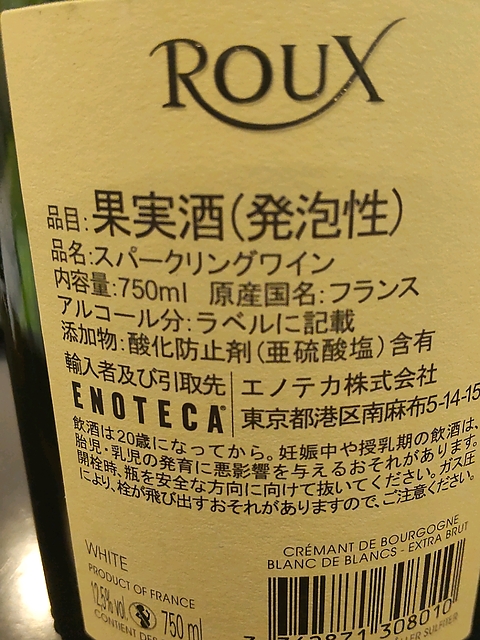 ROUX
品目:果実酒(発泡性)
品名:スパークリングワイン
内容量:750ml 原産国名:フランス
アルコール分:ラベルに記載
添加物:酸化防止剤(亜硫酸塩)含有
輸入者及び引取先 エノテカ株式会社
ENOTECA 東京都港区南麻布5-14-15
飲酒は20歳になってから。妊娠中や授乳期の飲酒は、
胎児・乳児の発育に悪影響を与えるおそれがあります。
開栓時、瓶を安全な方向に向けて抜いてください。ガス圧
により、栓が飛び出すおそれがありますので、ご注意ください。
CRÉMANT DE BOURGOGNE
BLANC DE BLANCS - EXTRA BRUT
WHITE
PRODUCT OF FRANCE
12,5% vol. 750 ml
CONTIENT DES
308010